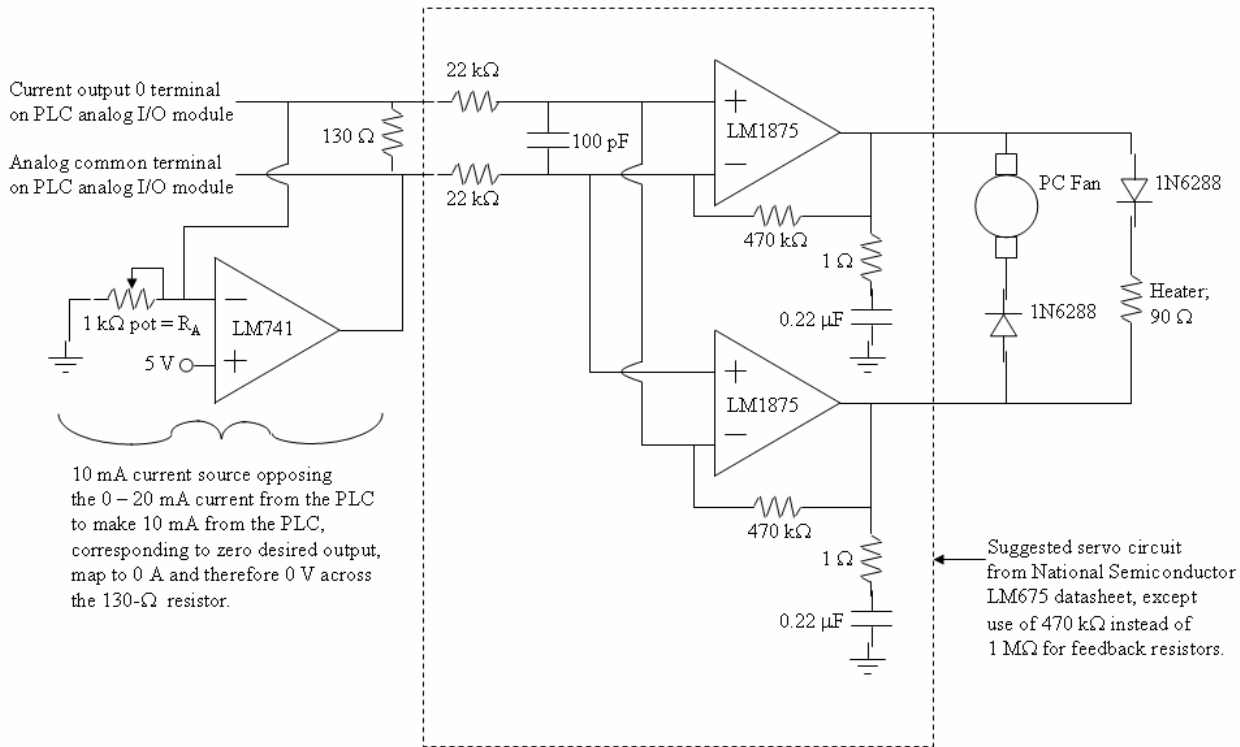 Current output 0 terminal
on PLC analog I/O module
Analog common terminal
on PLC analog I/O module
130 Ω
22 kΩ
22 kΩ
100 pF
+
LM1875
−
470 kΩ
1 Ω
0.22 µF
PC Fan
1N6288
1N6288
Heater;
90 Ω
1 kΩ pot = R_A
−
LM741
+
5 V
+
LM1875
−
470 kΩ
1 Ω
0.22 µF
10 mA current source opposing
the 0 – 20 mA current from the PLC
to make 10 mA from the PLC,
corresponding to zero desired output,
map to 0 A and therefore 0 V across
the 130-Ω resistor.
Suggested servo circuit
from National Semiconductor
LM675 datasheet, except
use of 470 kΩ instead of
1 MΩ for feedback resistors.